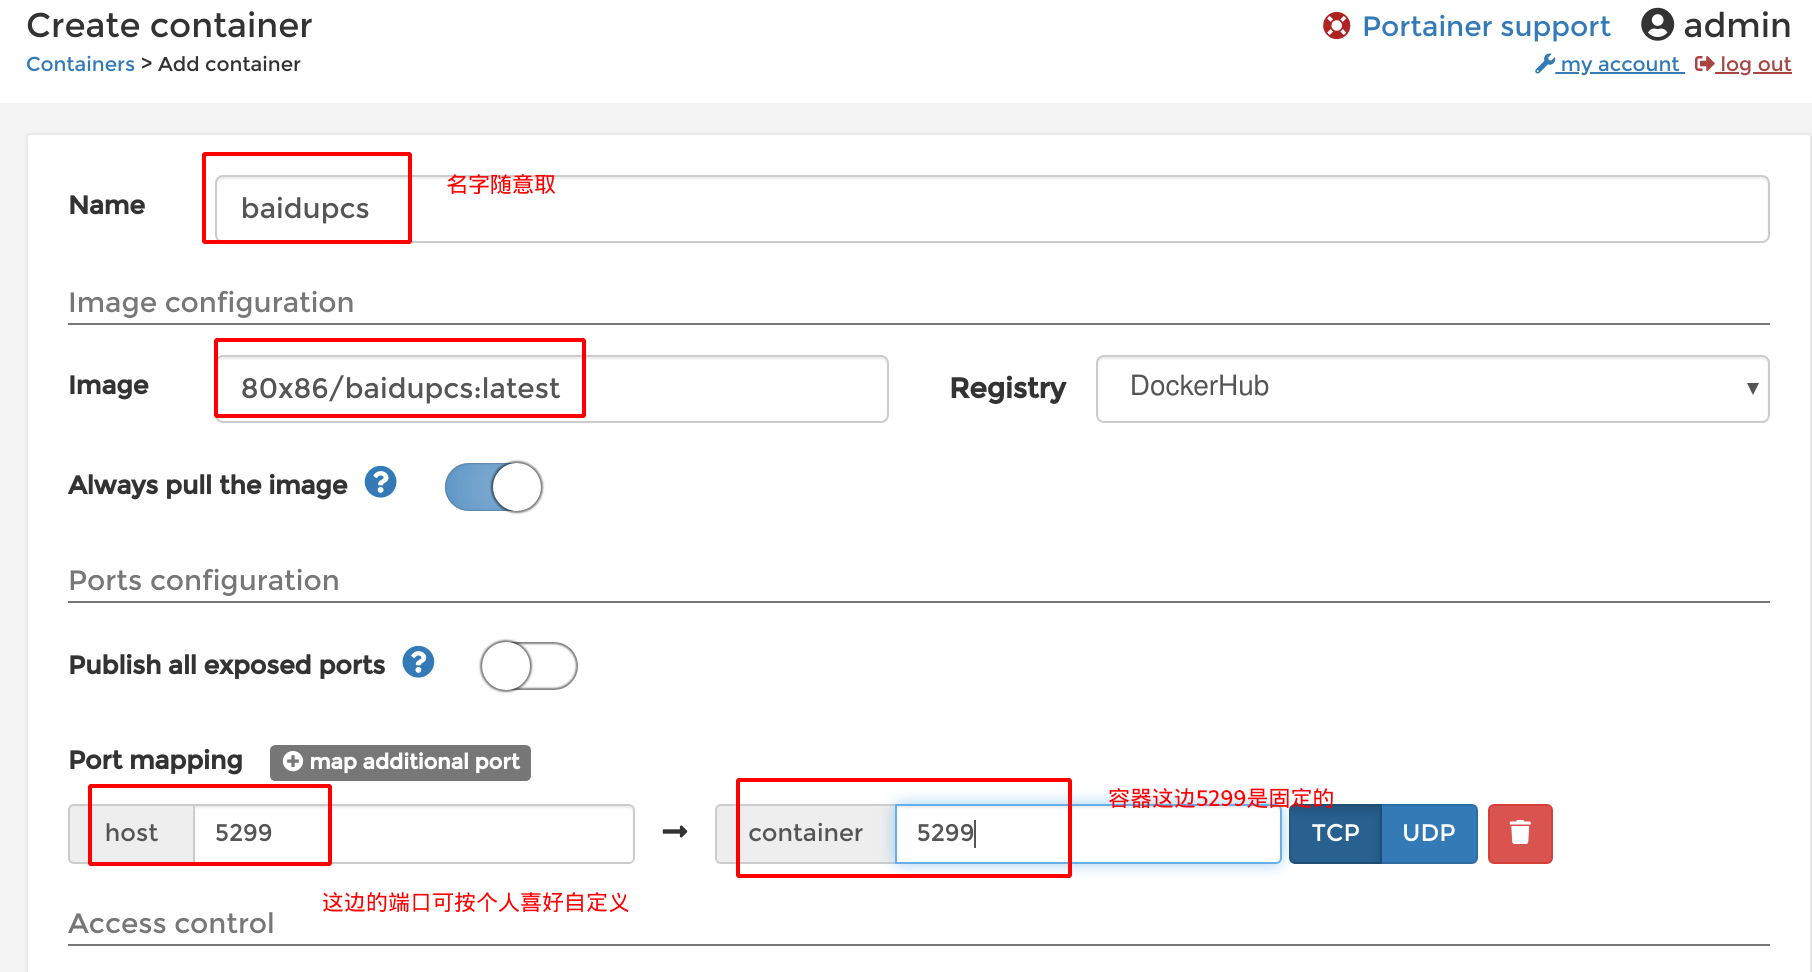 Create container
Portainer support
admin
Containers > Add container
my account
log out
名字随意取
Name
baidupcs
Image configuration
Image
80x86/baidupcs:latest
Registry
DockerHub
Always pull the image
Ports configuration
Publish all exposed ports
Port mapping
map additional port
容器这边5299是固定的
host
5299
container
5299
TCP
UDP
这边的端口可按个人喜好自定义
Access control